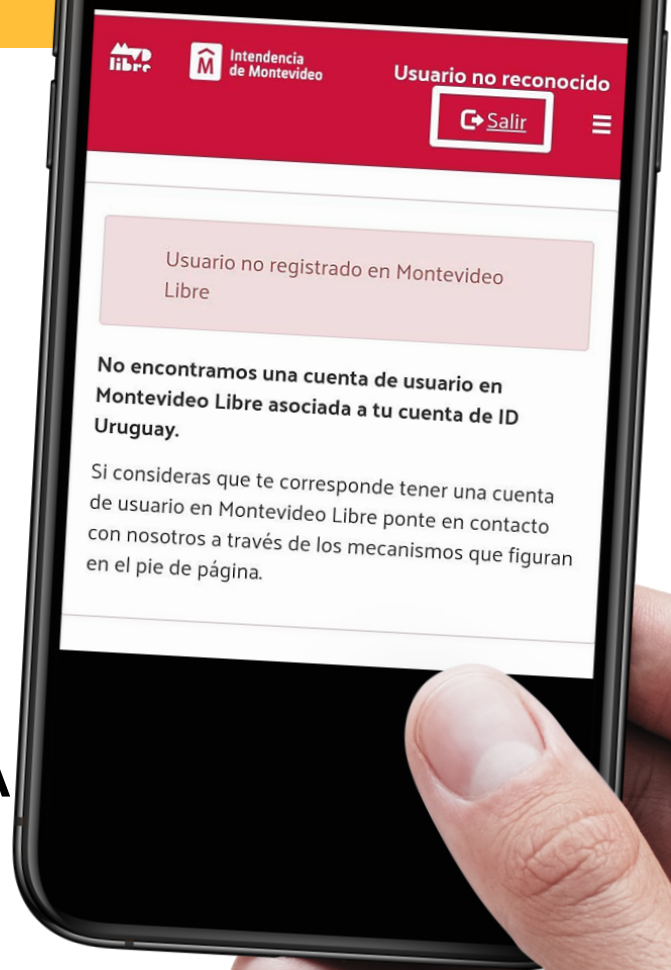 MVD
libre
Intendencia
de Montevideo
Usuario no reconocido
Salir
Usuario no registrado en Montevideo
Libre
No encontramos una cuenta de usuario en
Montevideo Libre asociada a tu cuenta de ID
Uruguay.
Si consideras que te corresponde tener una cuenta
de usuario en Montevideo Libre ponte en contacto
con nosotros a través de los mecanismos que figuran
en el pie de página.
A